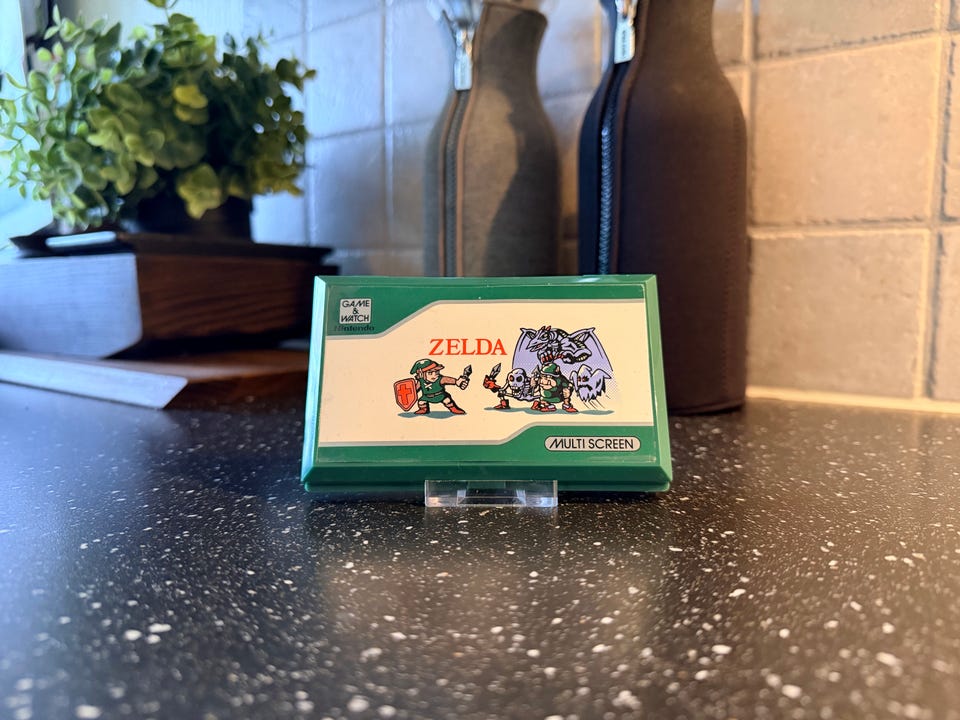 GAME
&
WATCH
Nintendo
ZELDA
MULTI SCREEN